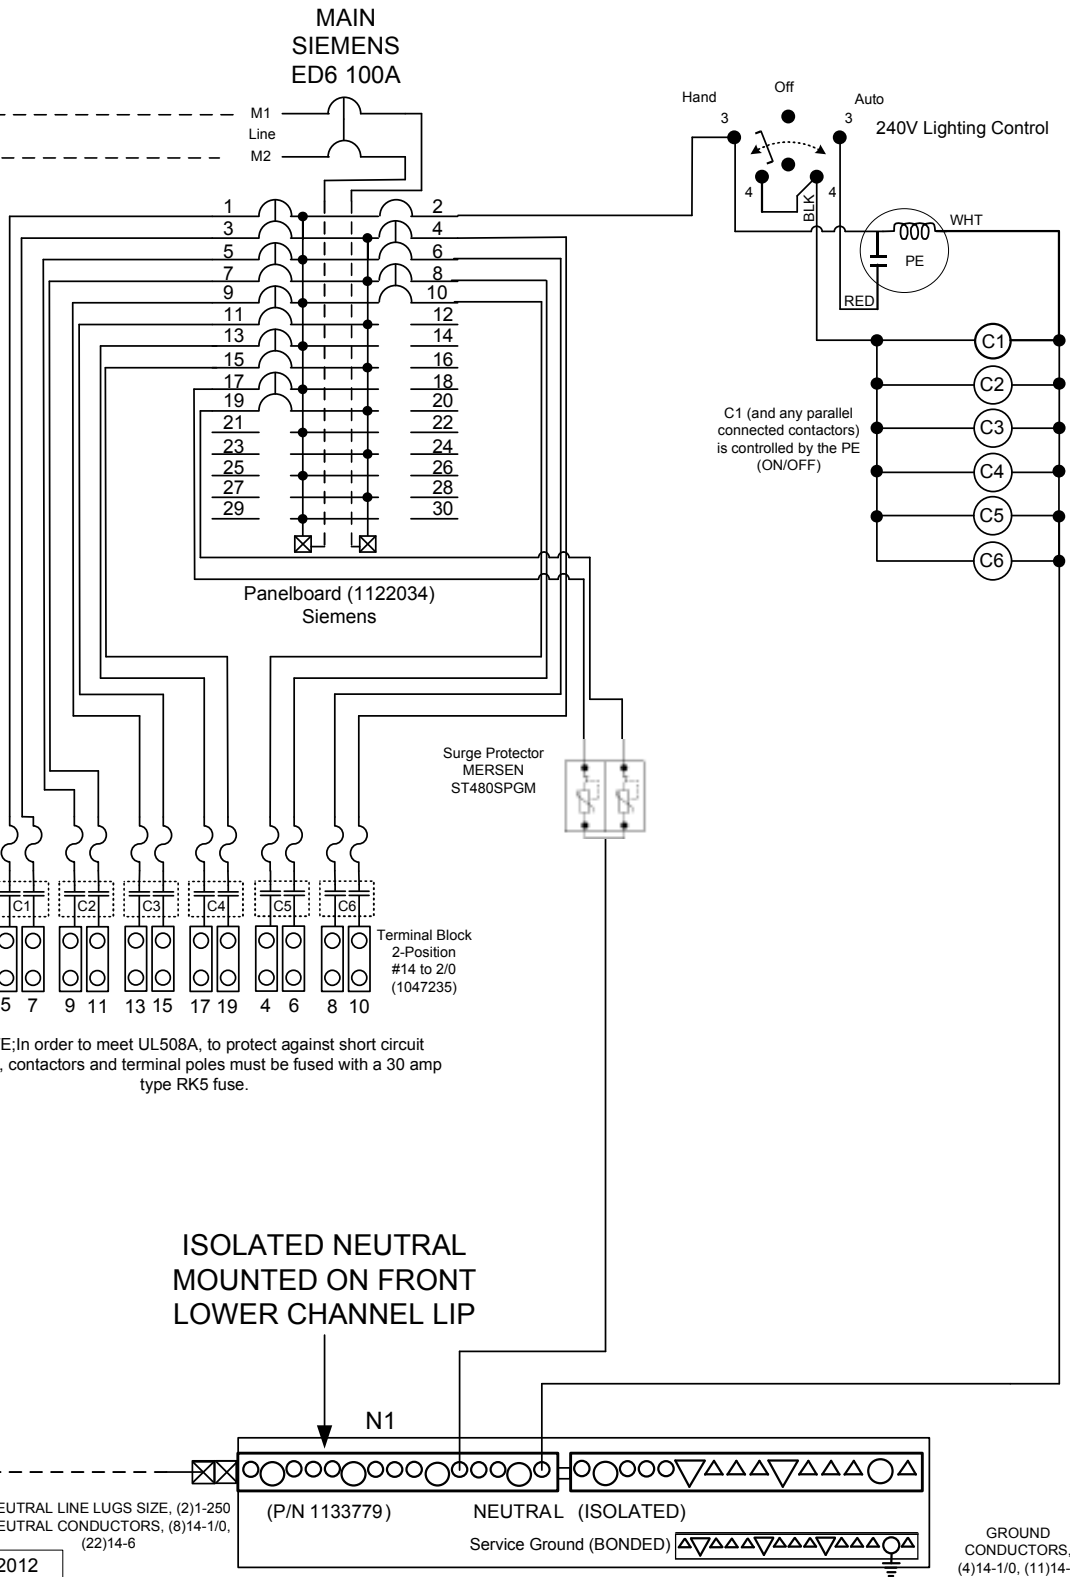 MAIN
SIEMENS
ED6 100A
M1
Line
M2
Hand
Off
Auto
3
3
240V Lighting Control
4
4
BLK
WHT
PE
RED
1 2
3 4
5 6
7 8
9 10
11 12
13 14
15 16
17 18
19 20
21 22
23 24
25 26
27 28
29 30
Panelboard (1122034)
Siemens
C1 (and any parallel
connected contactors)
is controlled by the PE
(ON/OFF)
C1
C2
C3
C4
C5
C6
Surge Protector
MERSEN
ST480SPGM
C1 C2 C3 C4 C5 C6
Terminal Block
2-Position
#14 to 2/0
(1047235)
5 7 9 11 13 15 17 19 4 6 8 10
E;In order to meet UL508A, to protect against short circuit
, contactors and terminal poles must be fused with a 30 amp
type RK5 fuse.
ISOLATED NEUTRAL
MOUNTED ON FRONT
LOWER CHANNEL LIP
N1
(P/N 1133779) NEUTRAL (ISOLATED)
Service Ground (BONDED)
EUTRAL LINE LUGS SIZE, (2)1-250
EUTRAL CONDUCTORS, (8)14-1/0,
(22)14-6
2012
GROUND
CONDUCTORS,
(4)14-1/0, (11)14-